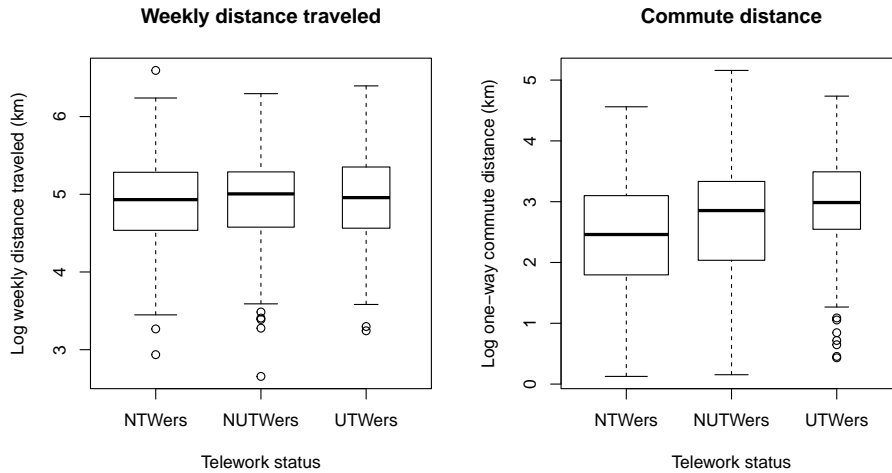 Weekly distance traveled
Log weekly distance traveled (km)
6
5
4
3
NTWers NUTWers UTWers
Telework status
Commute distance
Log one−way commute distance (km)
5
4
3
2
1
0
NTWers NUTWers UTWers
Telework status